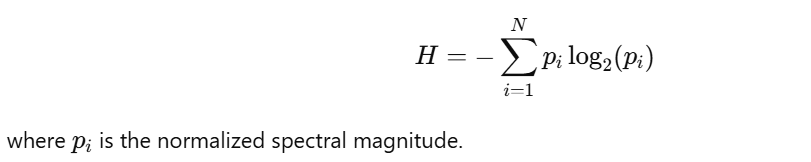 H = -\sum_{i=1}^{N} p_i \log_2(p_i)
where p_i is the normalized spectral magnitude.